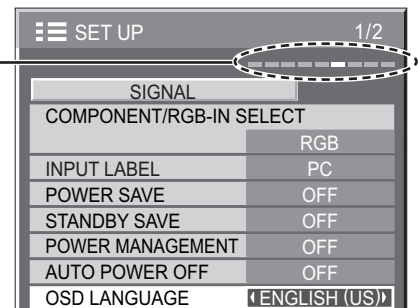 SET UP 1/2
SIGNAL
COMPONENT/RGB-IN SELECT
RGB
INPUT LABEL PC
POWER SAVE OFF
STANDBY SAVE OFF
POWER MANAGEMENT OFF
AUTO POWER OFF OFF
OSD LANGUAGE ENGLISH (US)